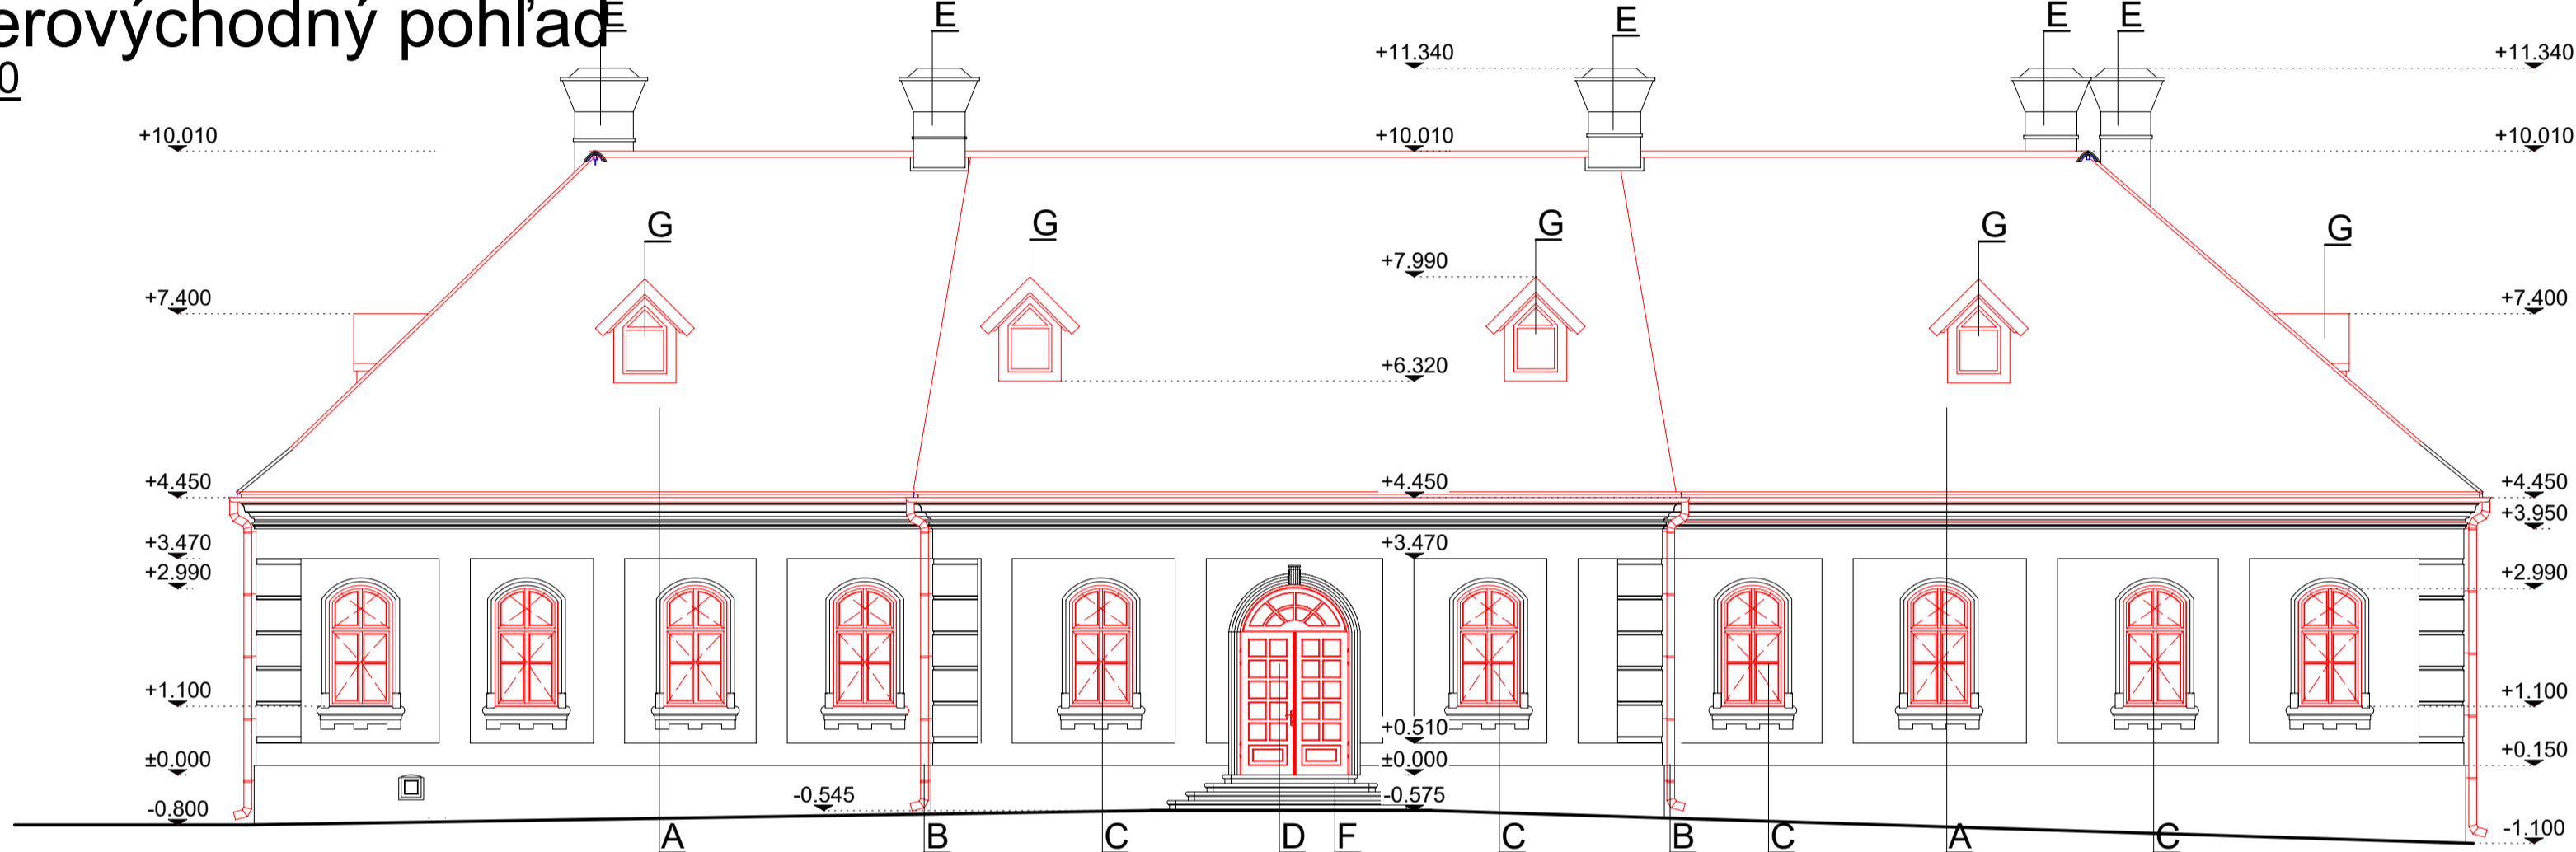 erovýchodný pohľad
0
E E E E E
+11.340 +11.340
+10.010 +10.010 +10.010
G G G G G
+7.990
+7.400 +7.400
+6.320
+4.450 +4.450 +4.450
+3.950
+3.470 +3.470
+2.990 +2.990
+1.100 +1.100
+0.510
±0.000 ±0.000 +0.150
-0.800 -0.545 -0.575
-1.100
A B C D F C B C A C